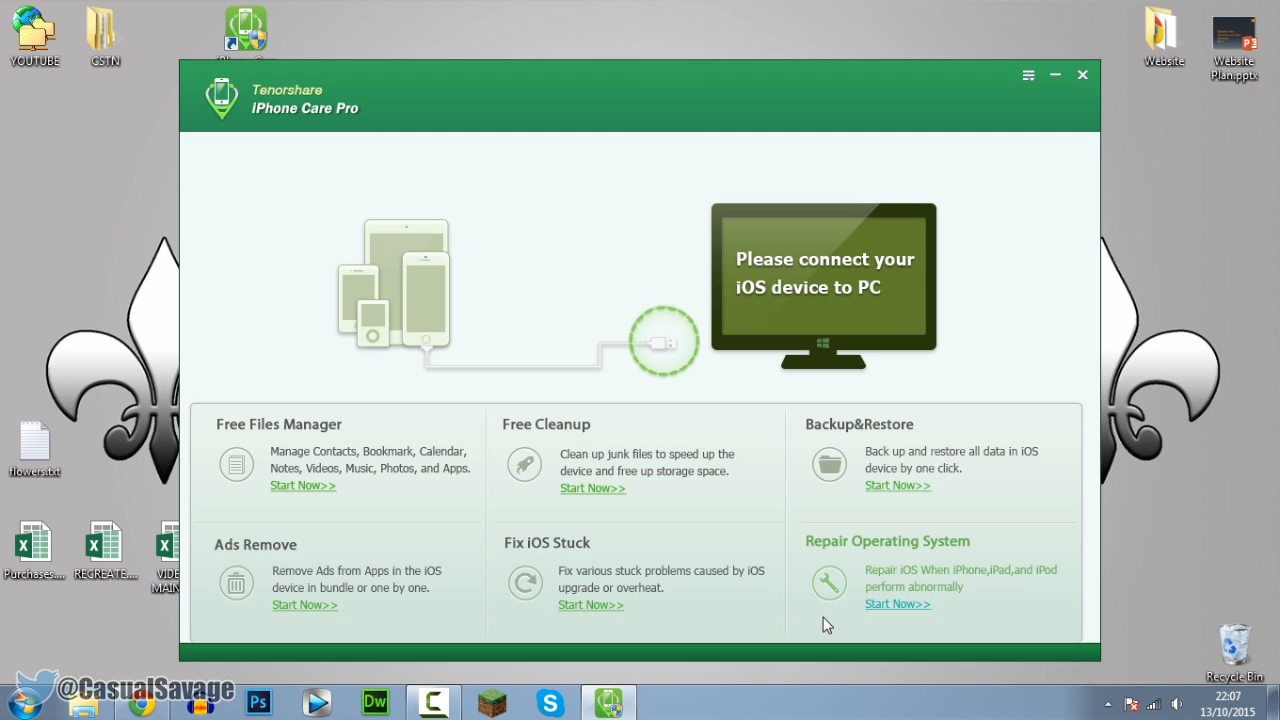 YOUTUBE
CSTN
Website
Website
Plan.pptx
Tenorshare
iPhone Care Pro
Please connect your
iOS device to PC
Free Files Manager
Manage Contacts, Bookmark, Calendar,
Notes, Videos, Music, Photos, and Apps.
Start Now>>
Free Cleanup
Clean up junk files to speed up the
device and free up storage space.
Start Now>>
Backup&Restore
Back up and restore all data in iOS
device by one click.
Start Now>>
Ads Remove
Remove Ads from Apps in the iOS
device in bundle or one by one.
Start Now>>
Fix iOS Stuck
Fix various stuck problems caused by iOS
upgrade or overheat.
Start Now>>
Repair Operating System
Repair iOS When iPhone,iPad,and iPod
perform abnormally
Start Now>>
flowers.txt
Purchases....
RECREATE....
Recycle Bin
@CasualSavage
Ps
Dw
22:07
13/10/2015